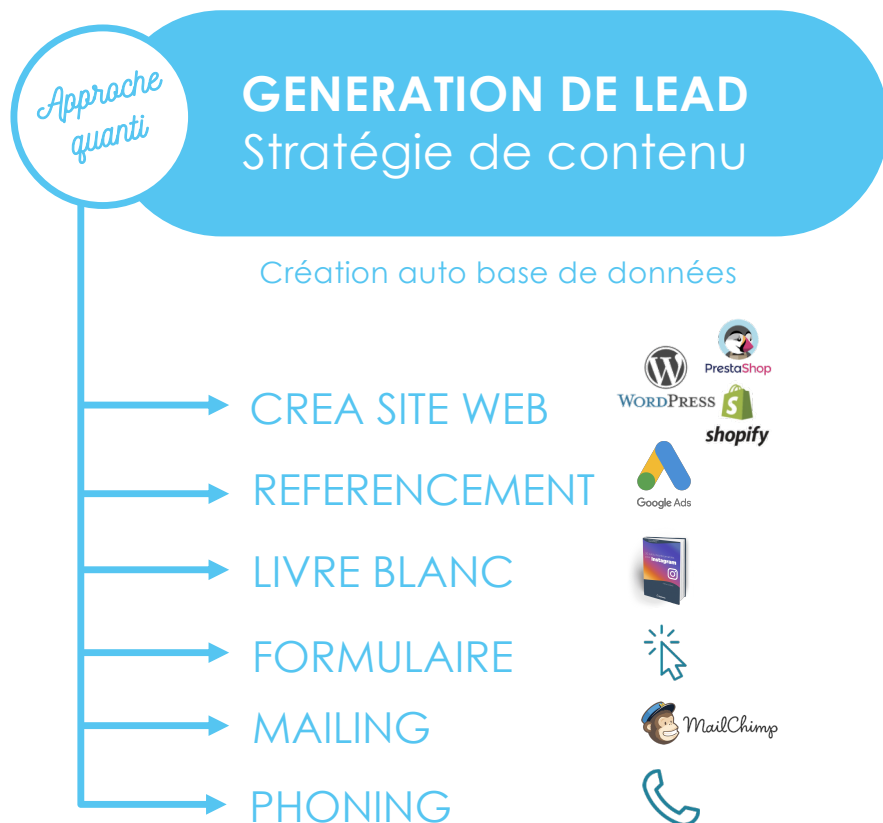 Approche
quanti
GENERATION DE LEAD
Stratégie de contenu
Création auto base de données
PrestaShop
CREA SITE WEB
WORDPRESS
shopify
REFERENCEMENT
Google Ads
LIVRE BLANC
Instagram
FORMULAIRE
MAILING
MailChimp
PHONING